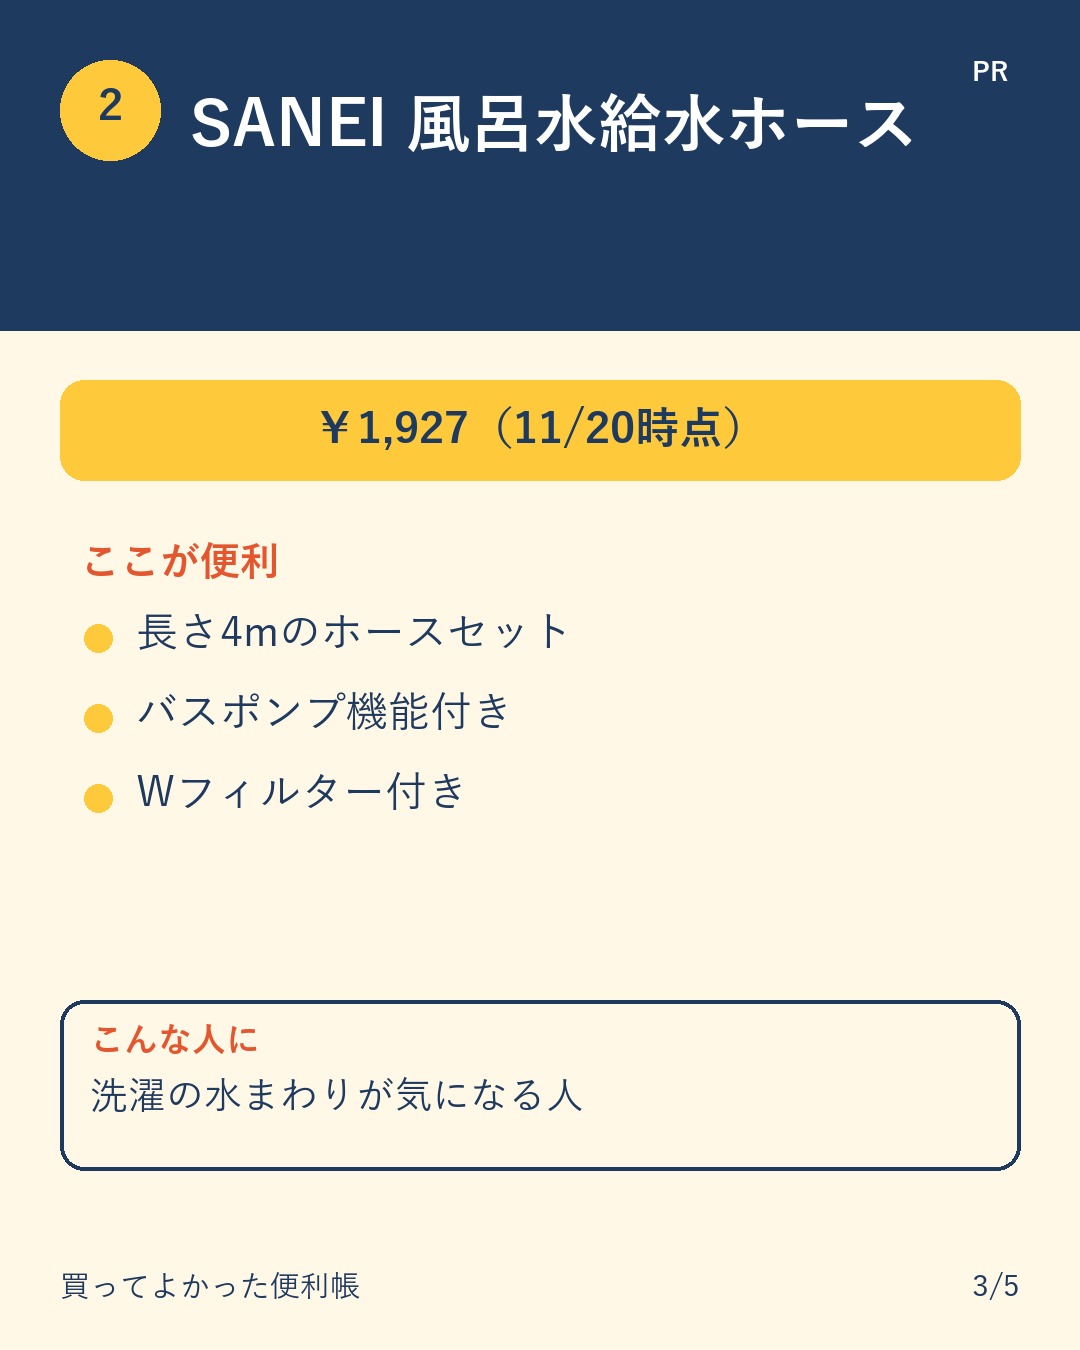 PR
2
SANEI 風呂水給水ホース
￥1,927（11/20時点）
ここが便利
長さ4mのホースセット
バスポンプ機能付き
Wフィルター付き
こんな人に
洗濯の水まわりが気になる人
買ってよかった便利帳
3/5